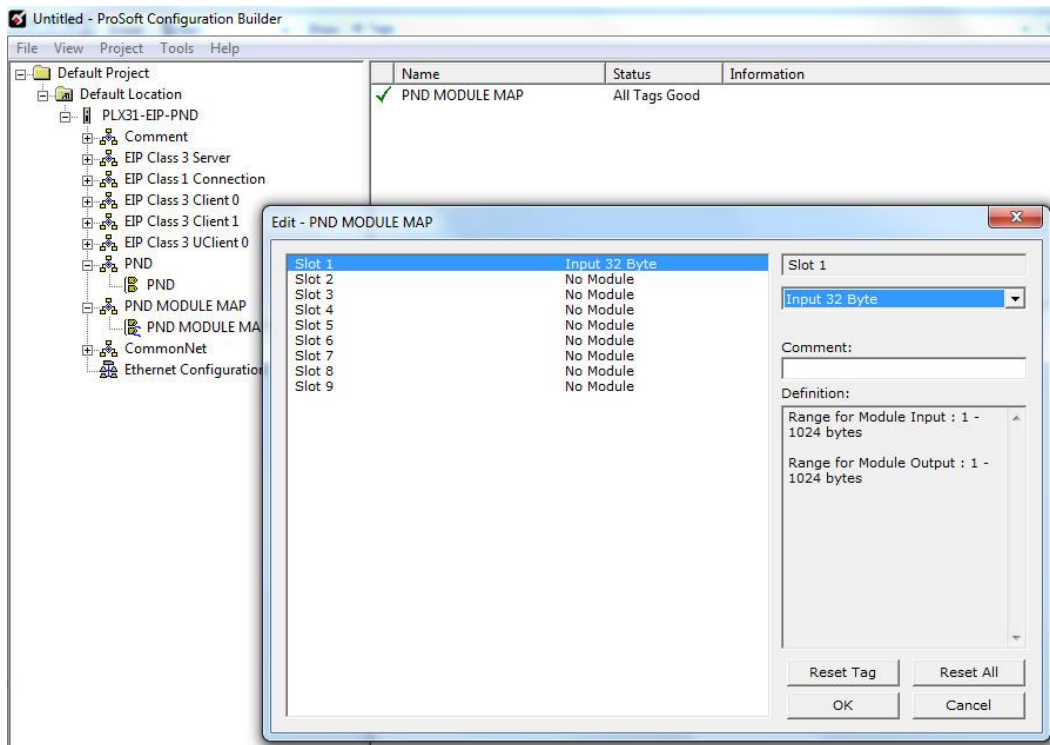 Untitled - ProSoft Configuration Builder
File View Project Tools Help
Default Project
Default Location
PLX31-EIP-PND
Comment
EIP Class 3 Server
EIP Class 1 Connection
EIP Class 3 Client 0
EIP Class 3 Client 1
EIP Class 3 UClient 0
PND
PND
PND MODULE MAP
PND MODULE MA
CommonNet
Ethernet Configuration
Name Status Information
PND MODULE MAP All Tags Good
Edit - PND MODULE MAP
Slot 1 Input 32 Byte
Slot 2 No Module
Slot 3 No Module
Slot 4 No Module
Slot 5 No Module
Slot 6 No Module
Slot 7 No Module
Slot 8 No Module
Slot 9 No Module
Slot 1
Input 32 Byte
Comment:
Definition:
Range for Module Input : 1 -
1024 bytes
Range for Module Output : 1 -
1024 bytes
Reset Tag Reset All
OK Cancel